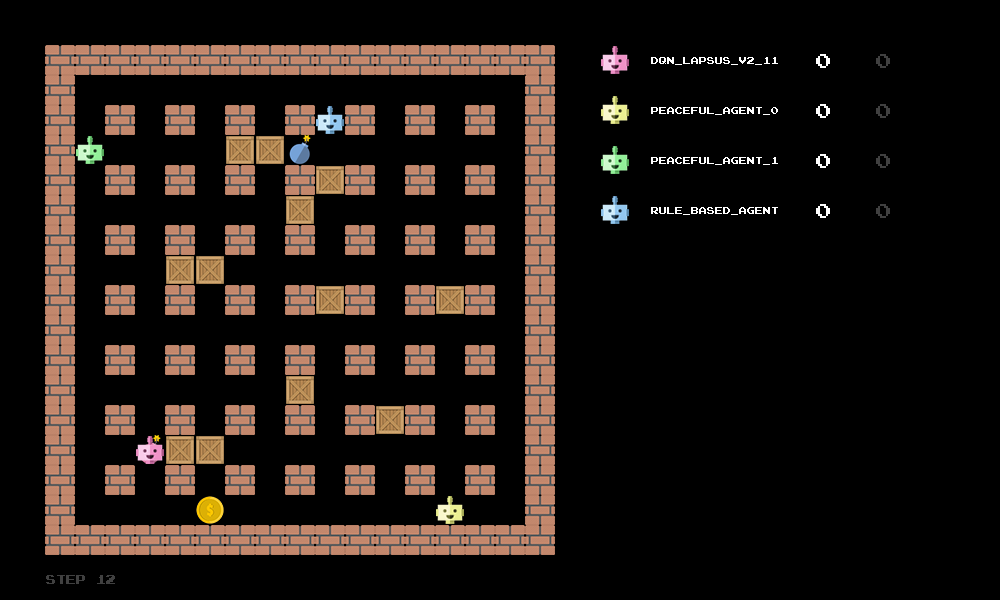 DQN_LAPSUS_V2_11 0 0
PEACEFUL_AGENT_0 0 0
PEACEFUL_AGENT_1 0 0
RULE_BASED_AGENT 0 0
$
STEP 12